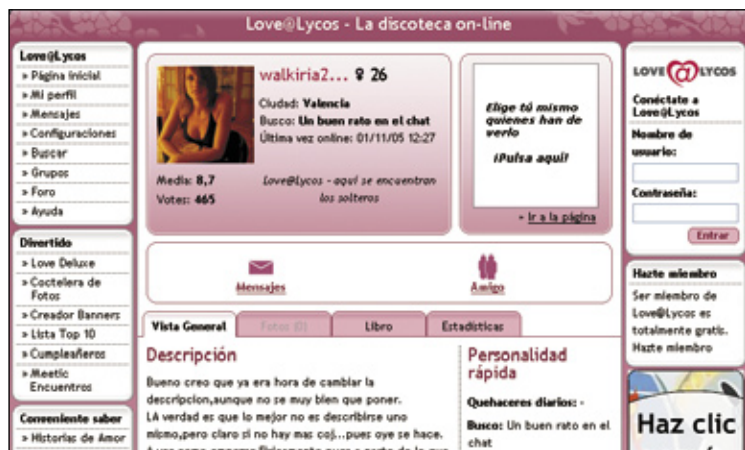 Love@Lycos - La discoteca on-line
Love@Lycos
» Página inicial
» Mi perfil
» Mensajes
» Configuraciones
» Buscar
» Grupos
» Foro
» Ayuda
Divertido
» Love Deluxe
» Coctelera de
Fotos
» Creador Banners
» Lista Top 10
» Cumpleañeros
» Meetic
Encuentros
Conveniente saber
» Historias de Amor
walkiria2... ♀ 26
Ciudad: Valencia
Busco: Un buen rato en el chat
Última vez online: 01/11/05 12:27
Media: 8,7
Votes: 465
Love@Lycos - aquí se encuentran
los solteros
Elige tú mismo
quienes han de
verlo
¡Pulsa aquí!
» Ir a la página
Mensajes
Amigo
Vista General
Fotos (0)
Libro
Estadísticas
Descripción
Bueno creo que ya era hora de cambiar la
descripcion,aunque no se muy bien que poner.
LA verdad es que lo mejor no es describirse uno
mismo,pero claro si no hay mas coj...pues oye se hace.
Personalidad
rápida
Quehaceres diarios: -
Busco: Un buen rato en el
chat
LOVE@LYCOS
Conéctate a
Love@Lycos
Nombre de
usuario:
Contraseña:
Entrar
Hazte miembro
Ser miembro de
Love@Lycos es
totalmente gratis.
Hazte miembro
Haz clic